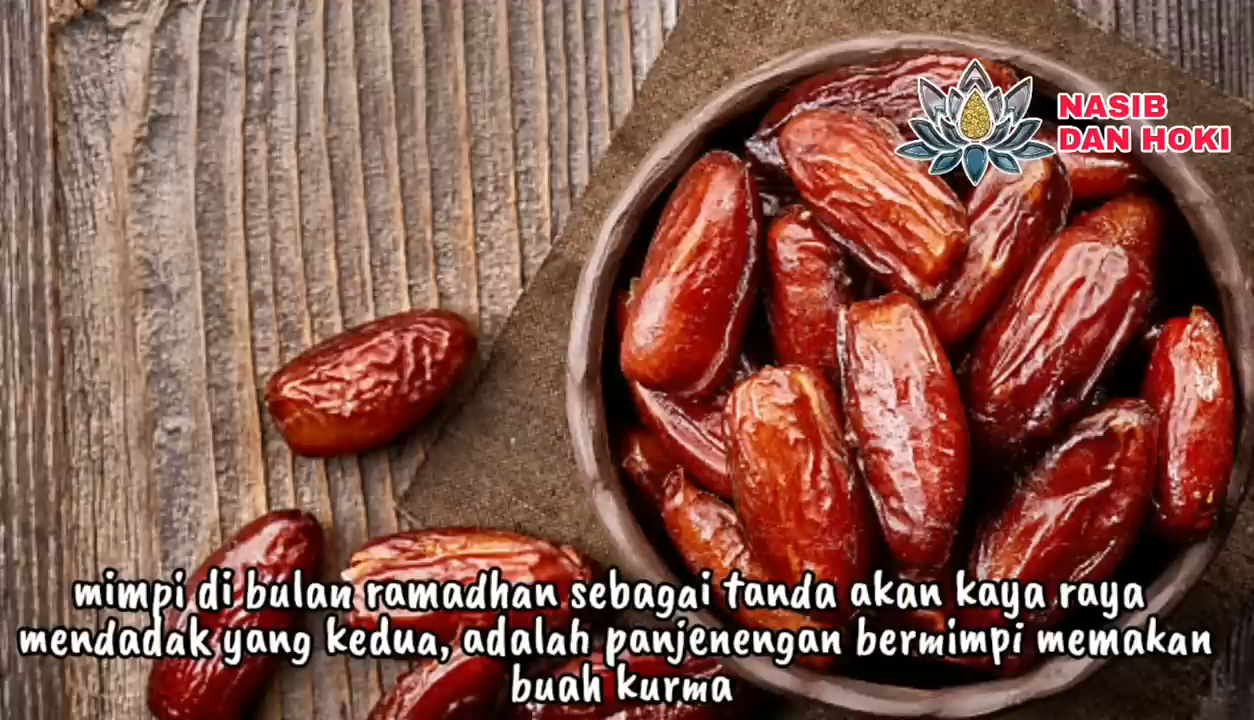 NASIB
DAN HOKI
mimpi di bulan ramadhan sebagai tanda akan kaya raya
mendadak yang kedua, adalah panjenengan bermimpi memakan
buah kurma